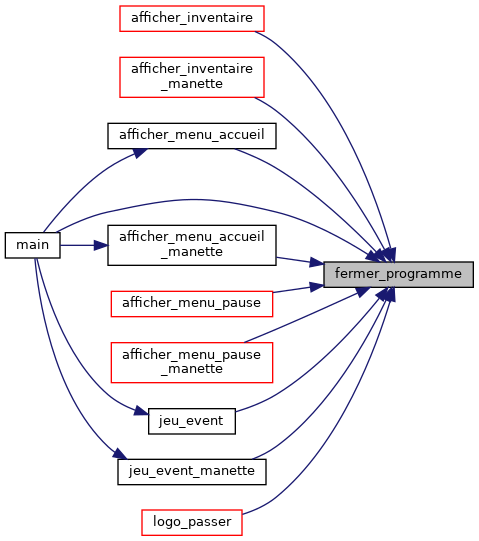 afficher_inventaire
afficher_inventaire
_manette
afficher_menu_accueil
main
afficher_menu_accueil
_manette
fermer_programme
afficher_menu_pause
afficher_menu_pause
_manette
jeu_event
jeu_event_manette
logo_passer